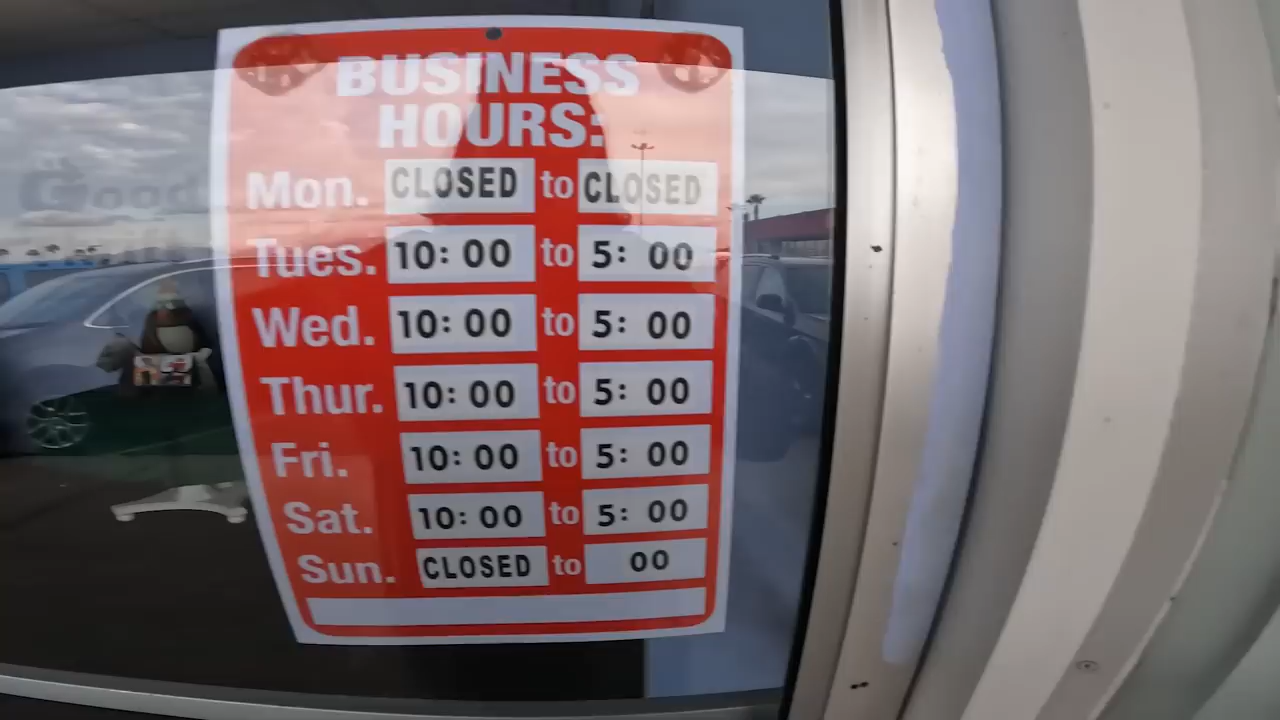 BUSINESS
HOURS:
Mon. CLOSED to CLOSED
Tues. 10:00 to 5: 00
Wed. 10:00 to 5: 00
Thur. 10:00 to 5: 00
Fri. 10:00 to 5: 00
Sat. 10:00 to 5: 00
Sun. CLOSED to 00